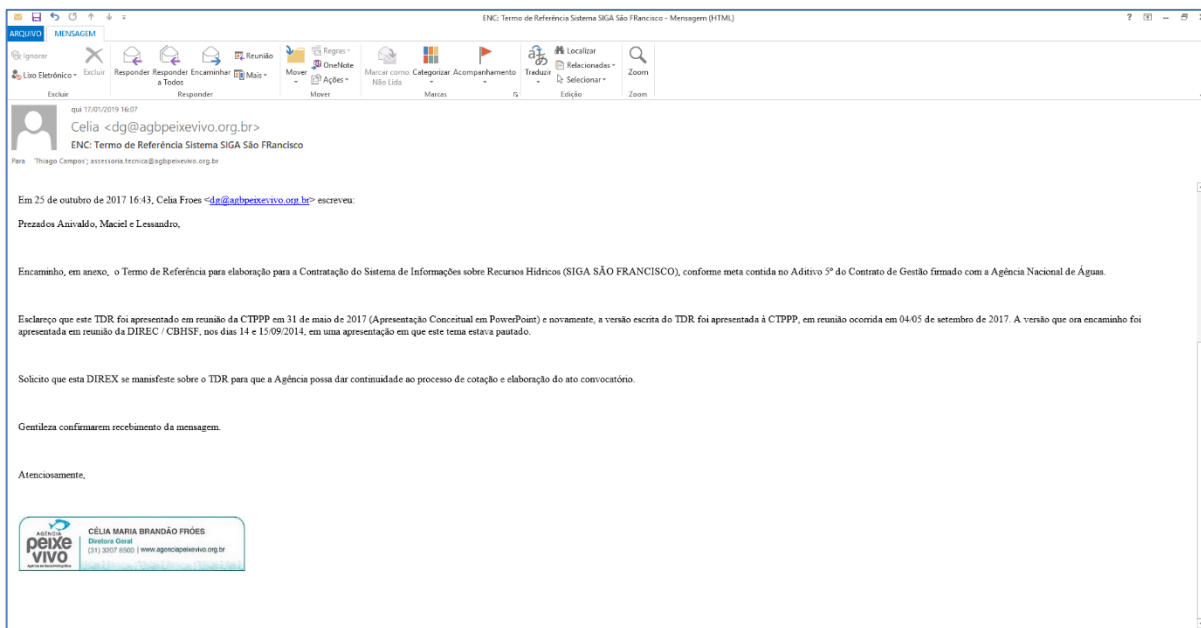 ENC: Termo de Referência Sistema SIGA São FRancisco - Mensagem (HTML)
ARQUIVO MENSAGEM
Ignorar
Lixo Eletrônico
Excluir
Responder
Responder a Todos
Encaminhar
Reunião
Mais
Mover
Regras
OneNote
Ações
Marcar como Não Lida
Categorizar
Acompanhamento
Traduzir
Localizar
Relacionadas
Selecionar
Zoom
Excluir
Responder
Mover
Marcas
Edição
Zoom
qui 17/01/2019 16:07
Celia <dg@agbpeixevivo.org.br>
ENC: Termo de Referência Sistema SIGA São FRancisco
Para 'Thiago Campos'; assessoria.tecnica@agbpeixevivo.org.br
Em 25 de outubro de 2017 16:43, Celia Froes <dg@agbpeixevivo.org.br> escreveu:
Prezados Anivaldo, Maciel e Lessandro,
Encaminho, em anexo, o Termo de Referência para elaboração para a Contratação do Sistema de Informações sobre Recursos Hídricos (SIGA SÃO FRANCISCO), conforme meta contida no Aditivo 5º do Contrato de Gestão firmado com a Agência Nacional de Águas.
Esclareço que este TDR foi apresentado em reunião da CTPPP em 31 de maio de 2017 (Apresentação Conceitual em PowerPoint) e novamente, a versão escrita do TDR foi apresentada à CTPPP, em reunião ocorrida em 04/05 de setembro de 2017. A versão que ora encaminho foi
apresentada em reunião da DIREC / CBHSF, nos dias 14 e 15/09/2014, em uma apresentação em que este tema estava pautado.
Solicito que esta DIREX se manisfeste sobre o TDR para que a Agência possa dar continuidade ao processo de cotação e elaboração do ato convocatório.
Gentileza confirmarem recebimento da mensagem.
Atenciosamente,
AGÊNCIA
peixe
vivo
CÉLIA MARIA BRANDÃO FRÓES
Diretora Geral
(31) 3207 8500 | www.agenciapeixevivo.org.br